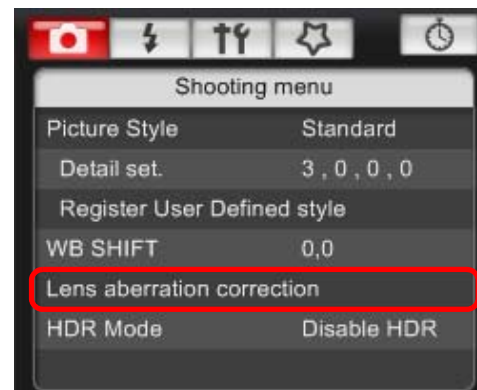 Shooting menu
Picture Style Standard
Detail set. 3 , 0 , 0 , 0
Register User Defined style
WB SHIFT 0,0
Lens aberration correction
HDR Mode Disable HDR